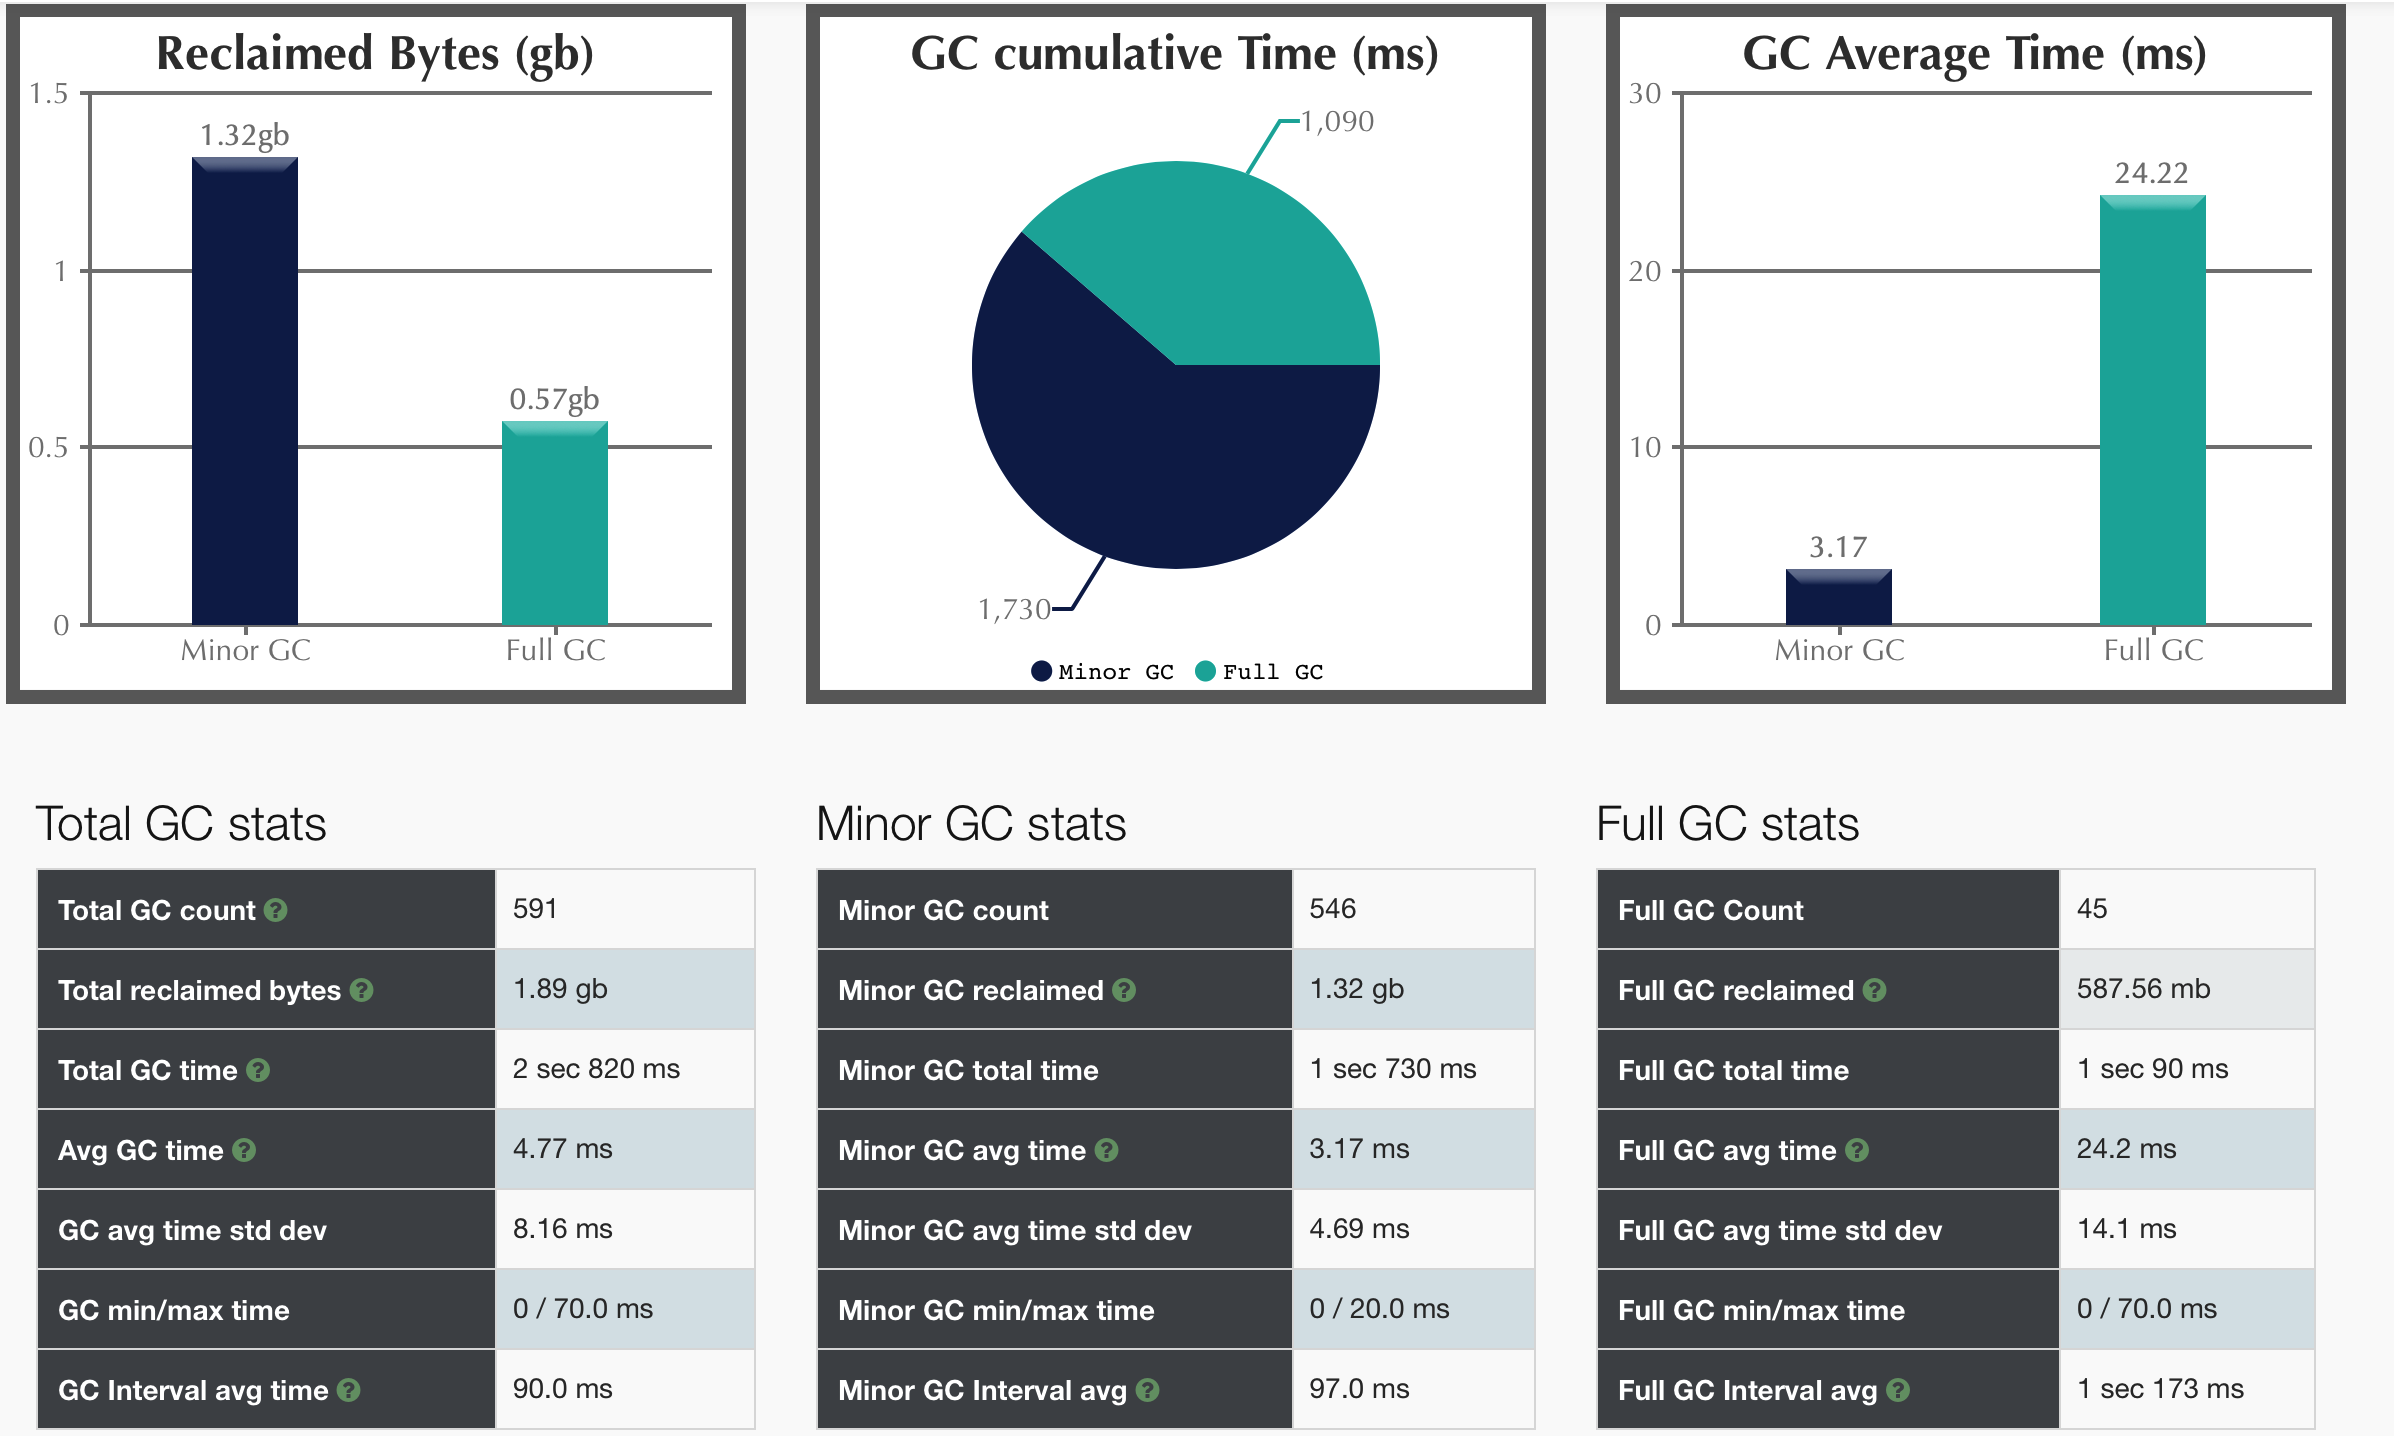 Reclaimed Bytes (gb)
1.5
1.32gb
1
0.57gb
0.5
0
Minor GC
Full GC
GC cumulative Time (ms)
1,090
1,730
Minor GC
Full GC
GC Average Time (ms)
30
24.22
20
10
3.17
0
Minor GC
Full GC
Total GC stats
Total GC count ? 591
Total reclaimed bytes ? 1.89 gb
Total GC time ? 2 sec 820 ms
Avg GC time ? 4.77 ms
GC avg time std dev 8.16 ms
GC min/max time 0 / 70.0 ms
GC Interval avg time ? 90.0 ms
Minor GC stats
Minor GC count 546
Minor GC reclaimed ? 1.32 gb
Minor GC total time 1 sec 730 ms
Minor GC avg time ? 3.17 ms
Minor GC avg time std dev 4.69 ms
Minor GC min/max time 0 / 20.0 ms
Minor GC Interval avg ? 97.0 ms
Full GC stats
Full GC Count 45
Full GC reclaimed ? 587.56 mb
Full GC total time 1 sec 90 ms
Full GC avg time ? 24.2 ms
Full GC avg time std dev 14.1 ms
Full GC min/max time 0 / 70.0 ms
Full GC Interval avg ? 1 sec 173 ms